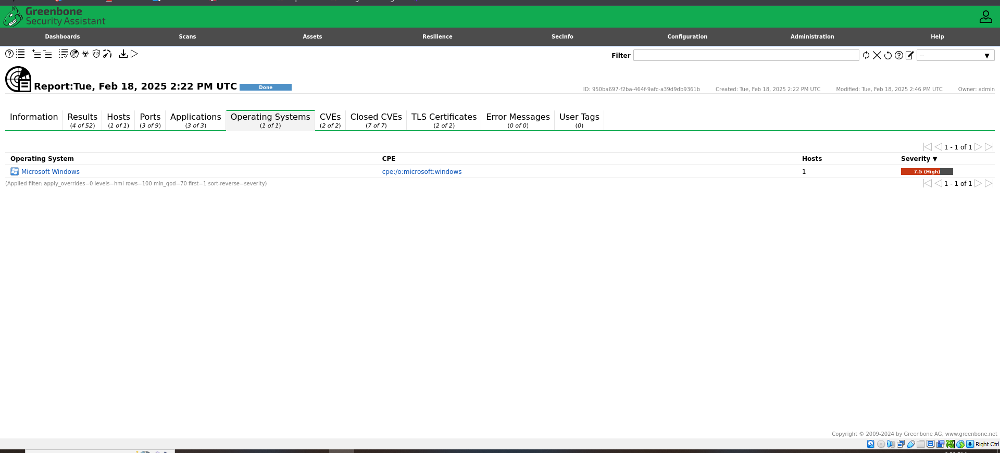 Greenbone
Security Assistant
Dashboards Scans Assets Resilience SecInfo Configuration Administration Help
Filter --▼
Report:Tue, Feb 18, 2025 2:22 PM UTC Done ID: 950ba697-f2ba-464f-9afc-a39d9db9361b Created: Tue, Feb 18, 2025 2:22 PM UTC Modified: Tue, Feb 18, 2025 2:46 PM UTC Owner: admin
Information Results Hosts Ports Applications Operating Systems CVEs Closed CVEs TLS Certificates Error Messages User Tags
(4 of 52) (1 of 1) (3 of 9) (3 of 3) (1 of 1) (2 of 2) (7 of 7) (2 of 2) (0 of 0) (0)
1 - 1 of 1
Operating System CPE Hosts Severity ▼
Microsoft Windows cpe:/o:microsoft:windows 1 7.5 (High)
(Applied filter: apply_overrides=0 levels=hml rows=100 min_qod=70 first=1 sort-reverse=severity) 1 - 1 of 1
Copyright © 2009-2024 by Greenbone AG, www.greenbone.net
Right Ctrl